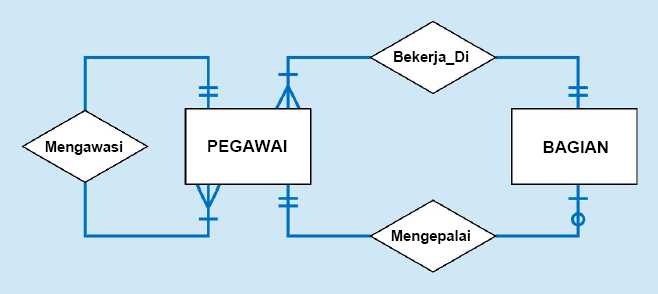 Bekerja_Di
Mengawasi
PEGAWAI
BAGIAN
Mengepalai